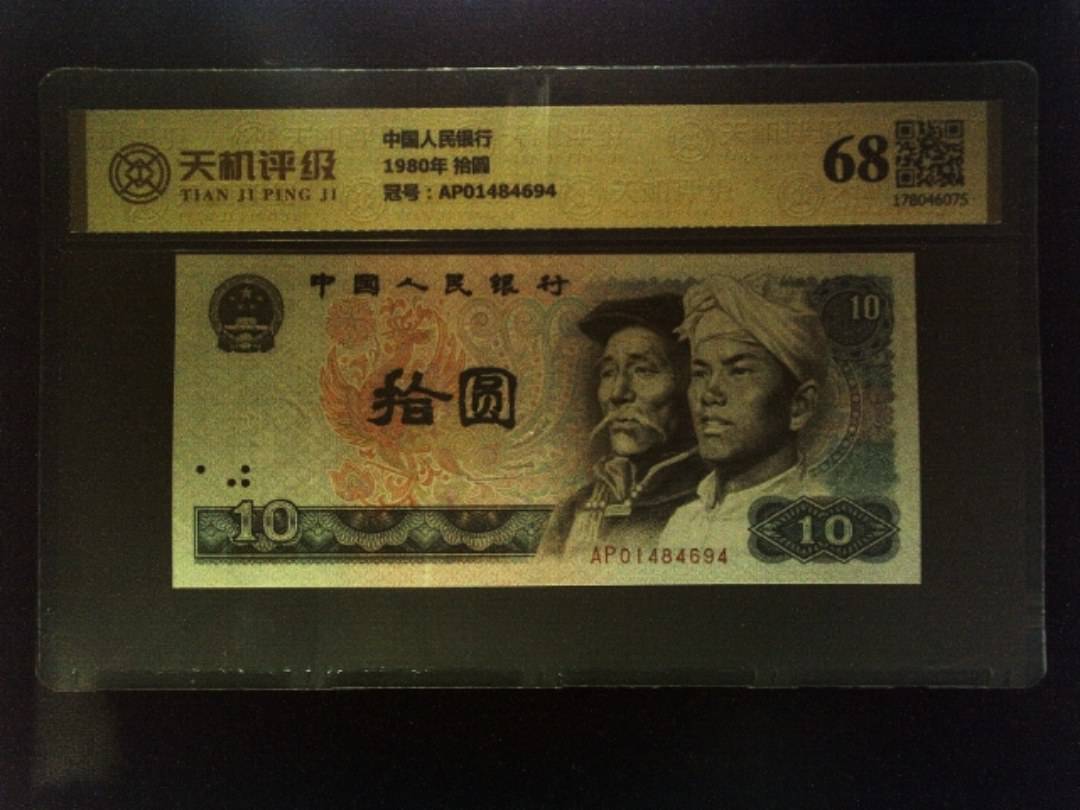 天机评级
TIAN JI PING JI
中国人民银行
1980年 拾圆
冠号：AP01484694
68
178046075
中国人民银行
10
拾圆
10
AP01484694
10